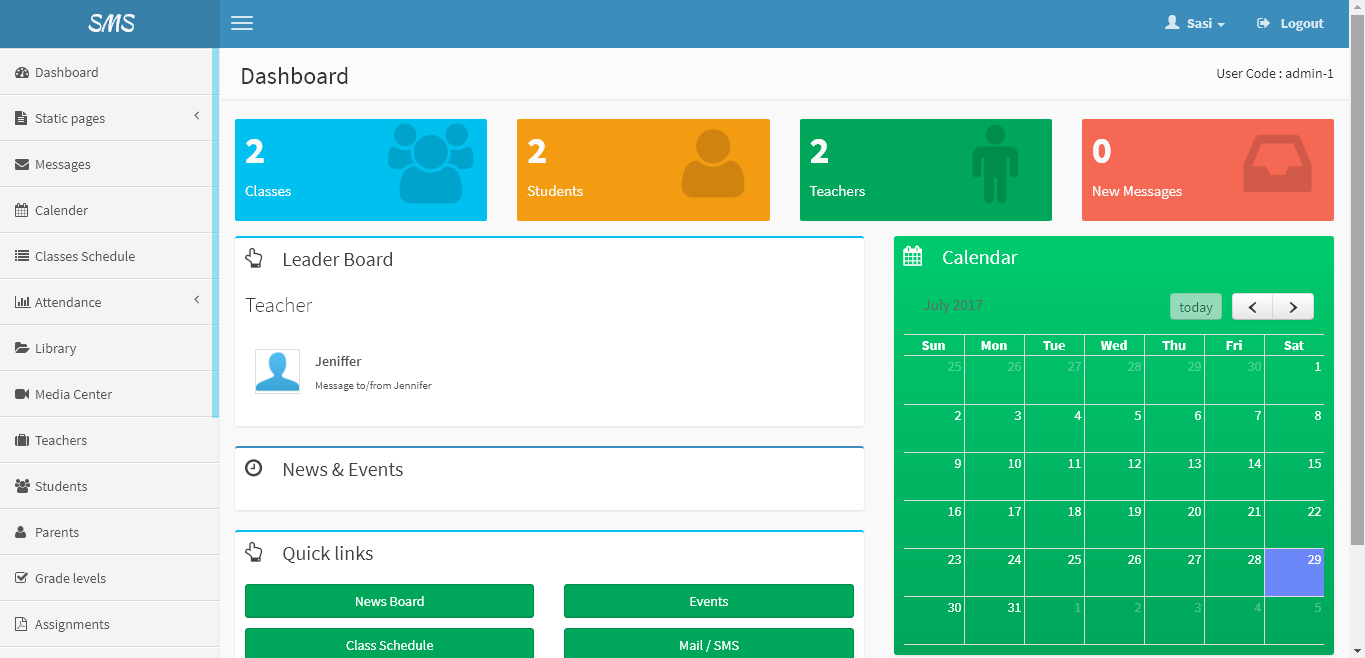 SMS
Sasi
Logout
Dashboard
Static pages
Messages
Calender
Classes Schedule
Attendance
Library
Media Center
Teachers
Students
Parents
Grade levels
Assignments
Dashboard
User Code : admin-1
2
Classes
2
Students
2
Teachers
0
New Messages
Leader Board
Teacher
Jeniffer
Message to/from Jennifer
News & Events
Quick links
News Board
Events
Class Schedule
Mail / SMS
Calendar
July 2017
today
Sun Mon Tue Wed Thu Fri Sat
25 26 27 28 29 30 1
2 3 4 5 6 7 8
9 10 11 12 13 14 15
16 17 18 19 20 21 22
23 24 25 26 27 28 29
30 31 1 2 3 4 5